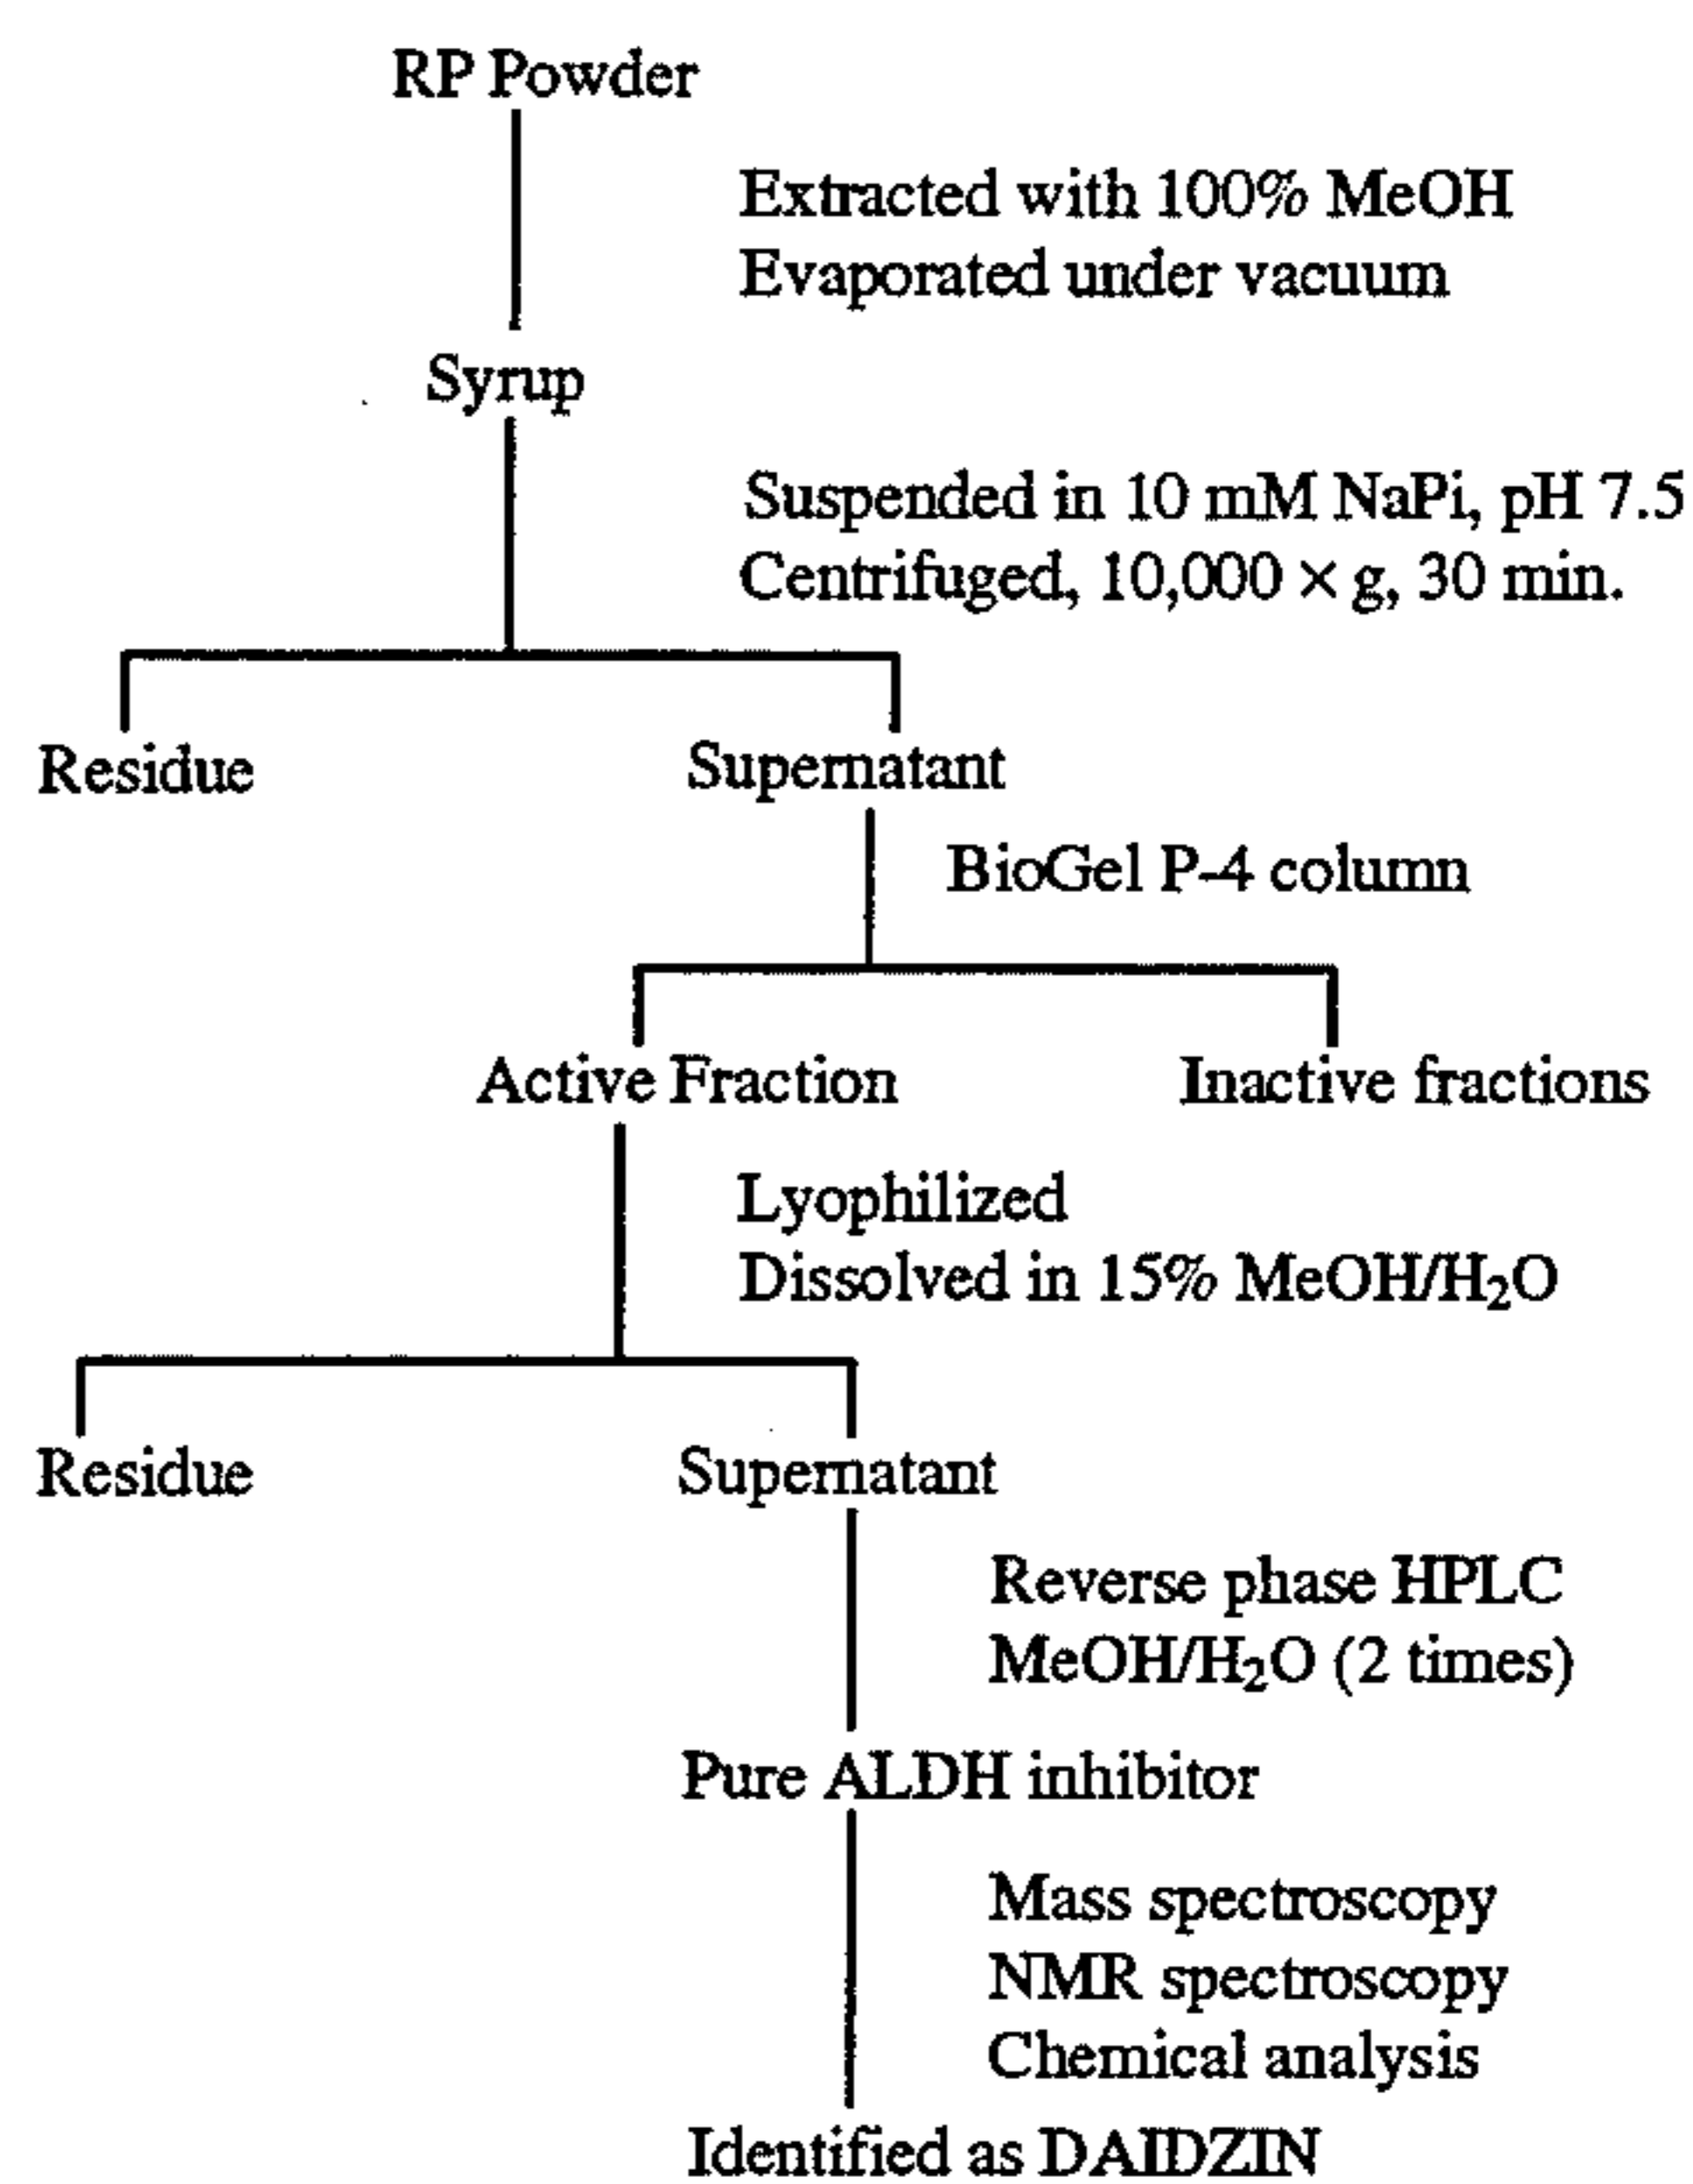 RP Powder
Extracted with 100% MeOH
Evaporated under vacuum
Syrup
Suspended in 10 mM NaPi, pH 7.5
Centrifuged, 10,000 × g, 30 min.
Residue
Supernatant
BioGel P-4 column
Active Fraction
Inactive fractions
Lyophilized
Dissolved in 15% MeOH/H₂O
Residue
Supernatant
Reverse phase HPLC
MeOH/H₂O (2 times)
Pure ALDH inhibitor
Mass spectroscopy
NMR spectroscopy
Chemical analysis
Identified as DAIDZIN